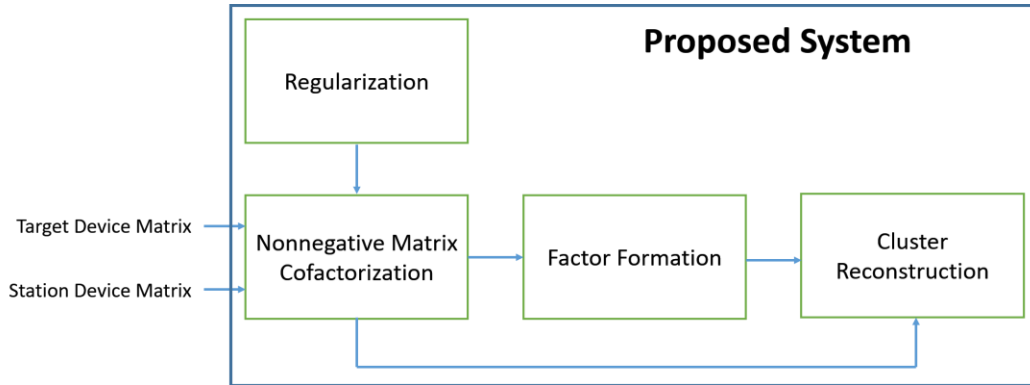 Proposed System
Regularization
Target Device Matrix
Station Device Matrix
Nonnegative Matrix
Cofactorization
Factor Formation
Cluster
Reconstruction